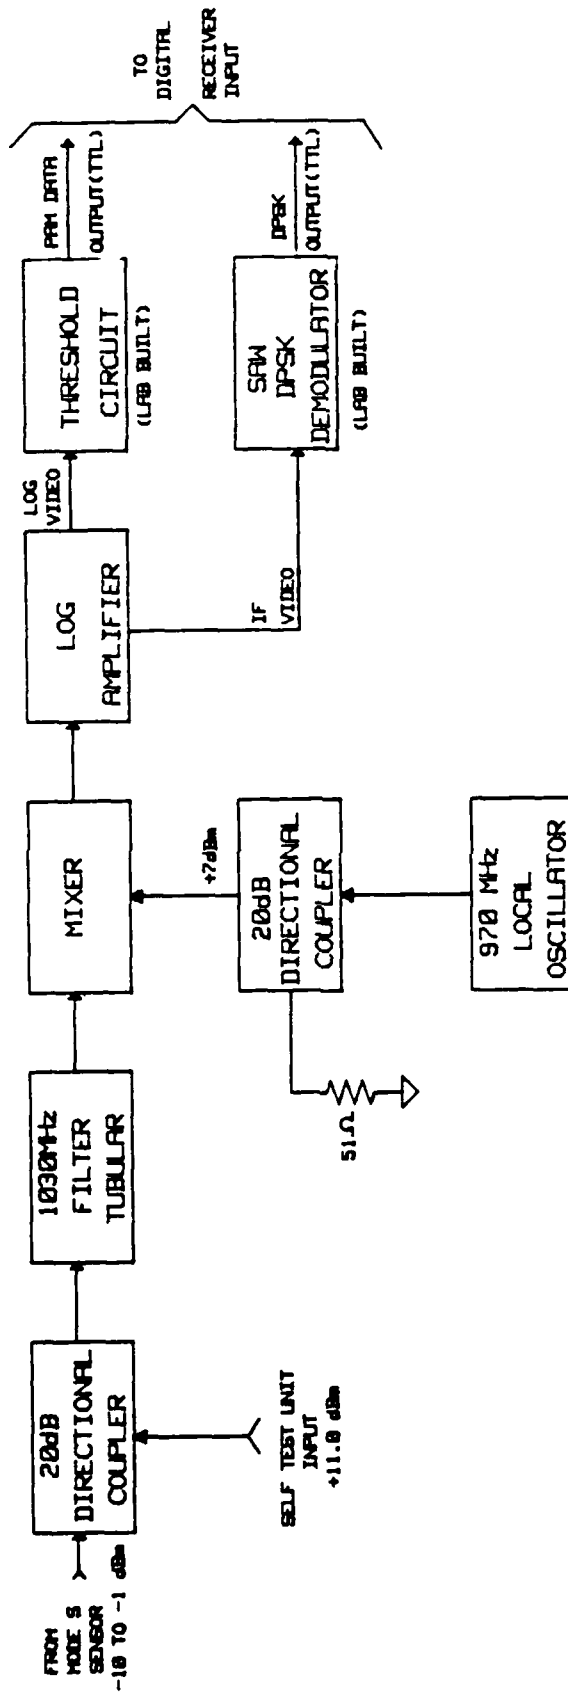 FROM
MODE S
SENSOR
-10 TO -1 dBm
20dB
DIRECTIONAL
COUPLER
SELF TEST UNIT
INPUT
+11.0 dBm
1030MHz
FILTER
TUBULAR
MIXER
+7dBm
20dB
DIRECTIONAL
COUPLER
51Ω
970 MHz
LOCAL
OSCILLATOR
LOG
AMPLIFIER
LOG
VIDEO
IF
VIDEO
THRESHOLD
CIRCUIT
(LAB BUILT)
PAM DATA
OUTPUT(TTL)
SAW
DPSK
DEMODULATOR
(LAB BUILT)
DPSK
OUTPUT(TTL)
TO
DIGITAL
RECEIVER
INPUT